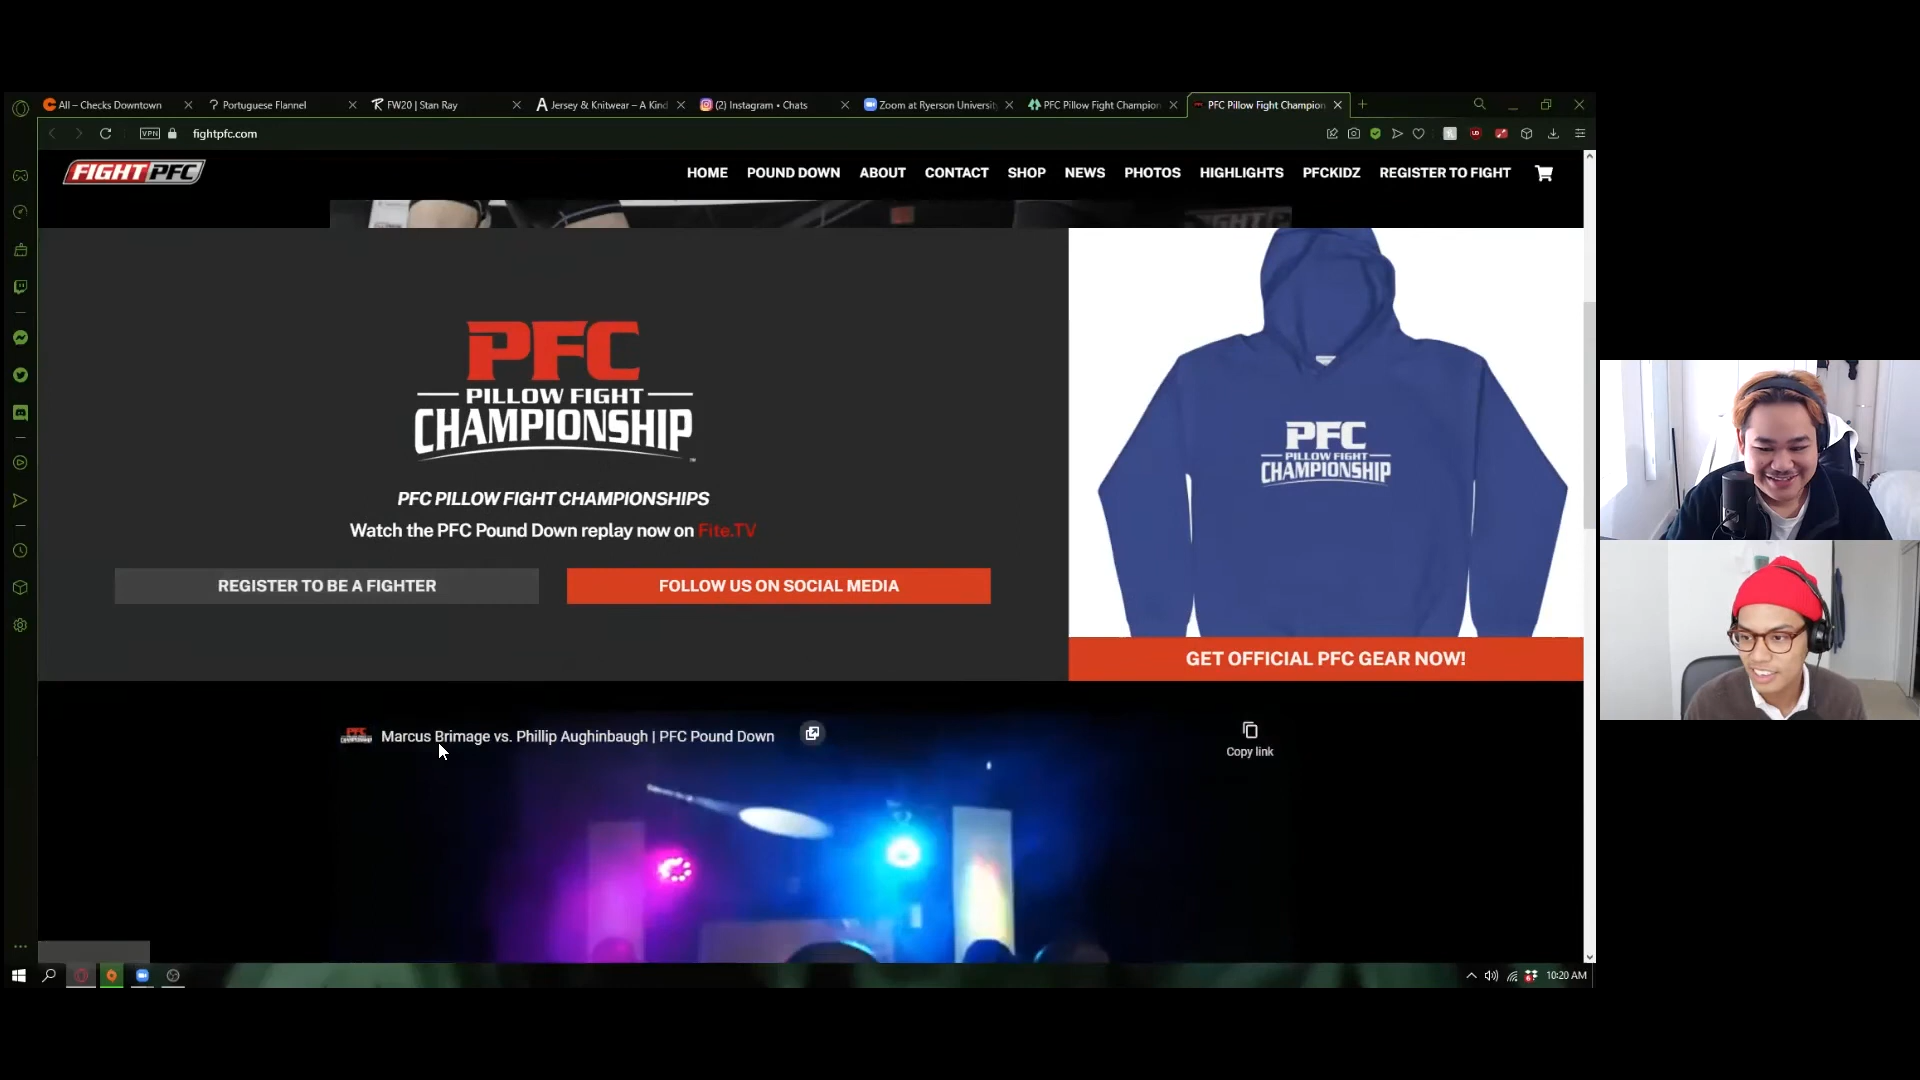 All – Checks Downtown
Portuguese Flannel
FW20 | Stan Ray
Jersey & Knitwear – A Kind
(2) Instagram • Chats
Zoom at Ryerson University
PFC Pillow Fight Champion
PFC Pillow Fight Champion
VPN
fightpfc.com
FIGHT PFC
HOME
POUND DOWN
ABOUT
CONTACT
SHOP
NEWS
PHOTOS
HIGHLIGHTS
PFCKIDZ
REGISTER TO FIGHT
PFC
PILLOW FIGHT
CHAMPIONSHIP
PFC PILLOW FIGHT CHAMPIONSHIPS
Watch the PFC Pound Down replay now on Fite.TV
REGISTER TO BE A FIGHTER
FOLLOW US ON SOCIAL MEDIA
PFC
PILLOW FIGHT
CHAMPIONSHIP
GET OFFICIAL PFC GEAR NOW!
Marcus Brimage vs. Phillip Aughinbaugh | PFC Pound Down
Copy link
10:20 AM